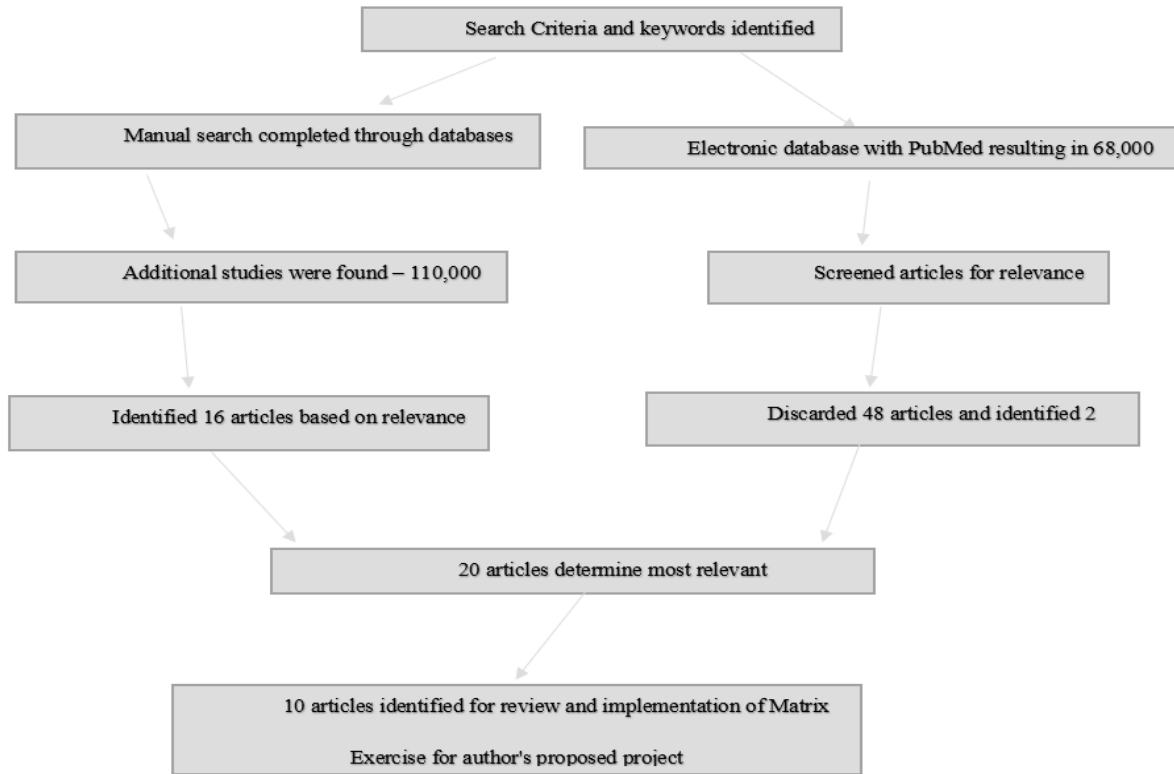 Search Criteria and keywords identified
Manual search completed through databases
Electronic database with PubMed resulting in 68,000
Additional studies were found – 110,000
Screened articles for relevance
Identified 16 articles based on relevance
Discarded 48 articles and identified 2
20 articles determine most relevant
10 articles identified for review and implementation of Matrix
Exercise for author's proposed project